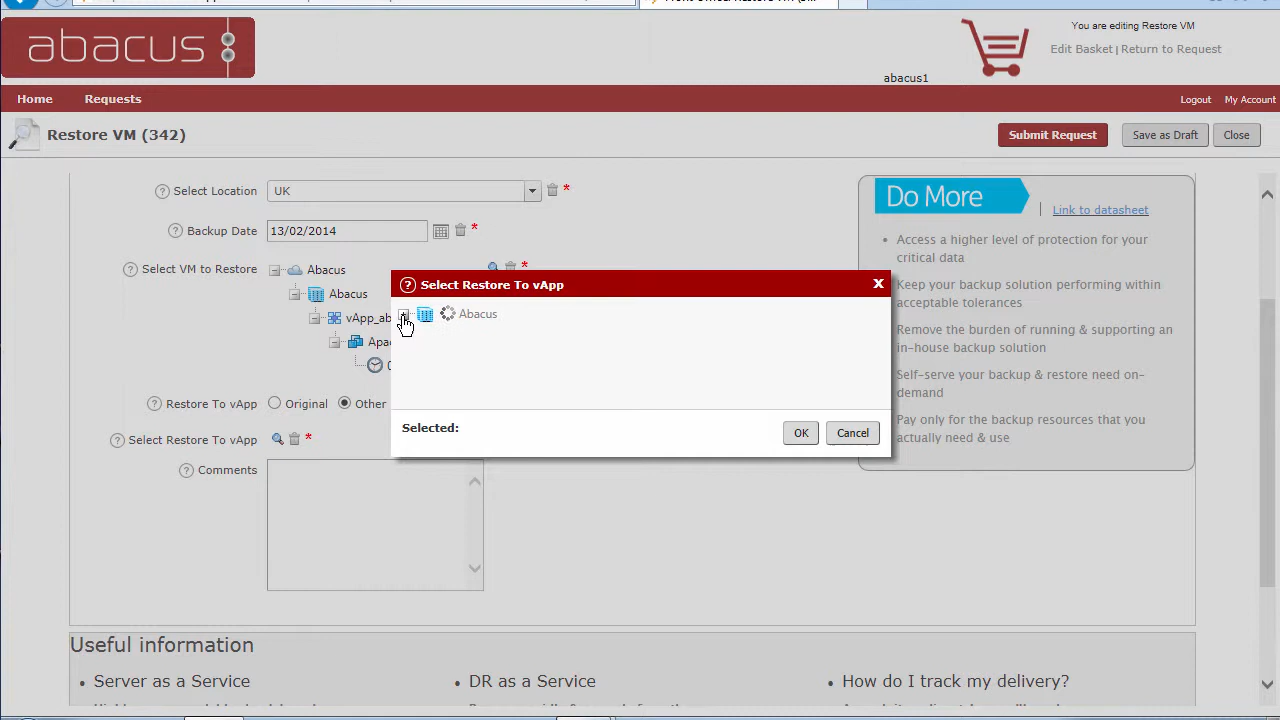 You are editing Restore VM
abacus
Edit Basket | Return to Request
abacus1
Home Requests Logout My Account
Restore VM (342) Submit Request Save as Draft Close
Select Location UK *
Do More Link to datasheet
Backup Date 13/02/2014 *
Access a higher level of protection for your
critical data
Select VM to Restore Abacus *
Select Restore To vApp X
Keep your backup solution performing within
acceptable tolerances
Abacus
Abacus
vApp_ab
Remove the burden of running & supporting an
in-house backup solution
Apac
Self-serve your backup & restore need on-
demand
Restore To vApp Original Other
Pay only for the backup resources that you
actually need & use
Selected: OK Cancel
Select Restore To vApp *
Comments
Useful information
Server as a Service DR as a Service How do I track my delivery?